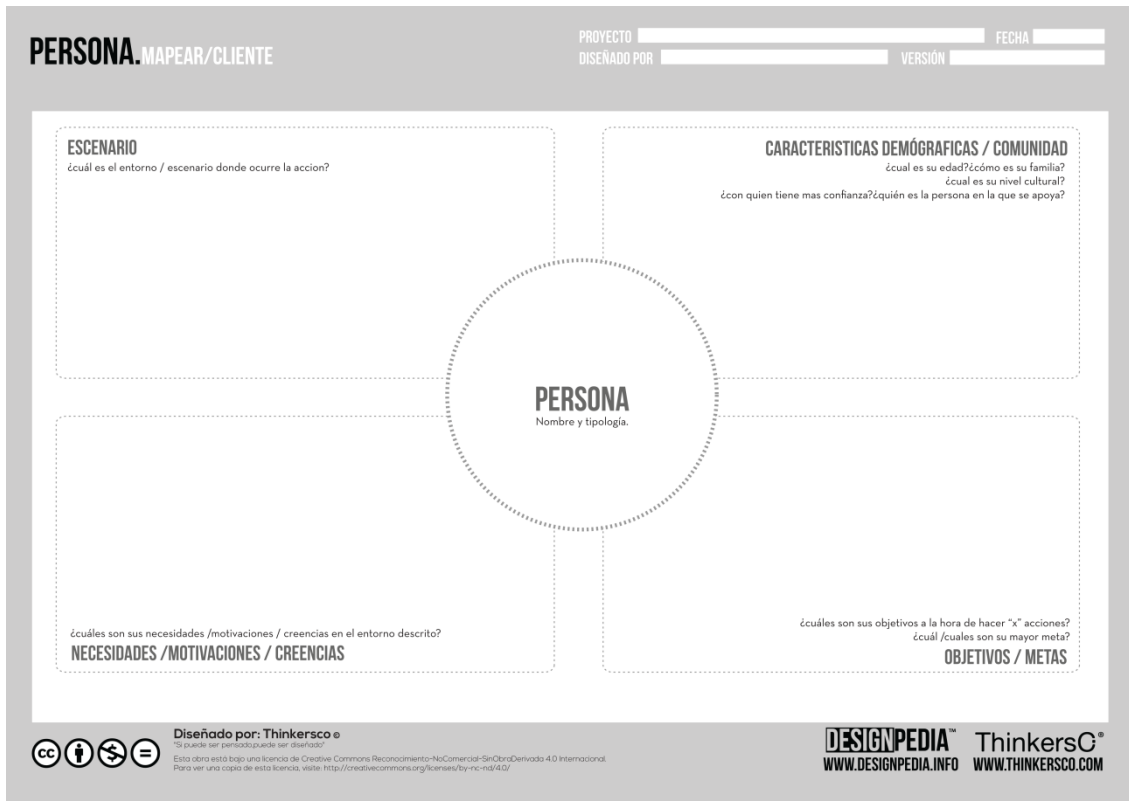 PERSONA.MAPEAR/CLIENTE
PROYECTO FECHA
DISEÑADO POR VERSIÓN
ESCENARIO
¿cuál es el entorno / escenario donde ocurre la accion?
CARACTERISTICAS DEMÓGRAFICAS / COMUNIDAD
¿cual es su edad?¿cómo es su familia?
¿cual es su nivel cultural?
¿con quien tiene mas confianza?¿quién es la persona en la que se apoya?
PERSONA
Nombre y tipología.
¿cuáles son sus necesidades /motivaciones / creencias en el entorno descrito?
NECESIDADES /MOTIVACIONES / CREENCIAS
¿cuáles son sus objetivos a la hora de hacer “x” acciones?
¿cuál /cuales son su mayor meta?
OBJETIVOS / METAS
cc $ =
Diseñado por: Thinkersco ©
"Si puede ser pensado,puede ser diseñado"
Esta obra está bajo una licencia de Creative Commons Reconocimiento-NoComercial-SinObraDerivada 4.0 Internacional.
Para ver una copia de esta licencia, visite: http://creativecommons.org/licenses/by-nc-nd/4.0/
DESIGNPEDIA™
WWW.DESIGNPEDIA.INFO
ThinkersCo®
WWW.THINKERSCO.COM